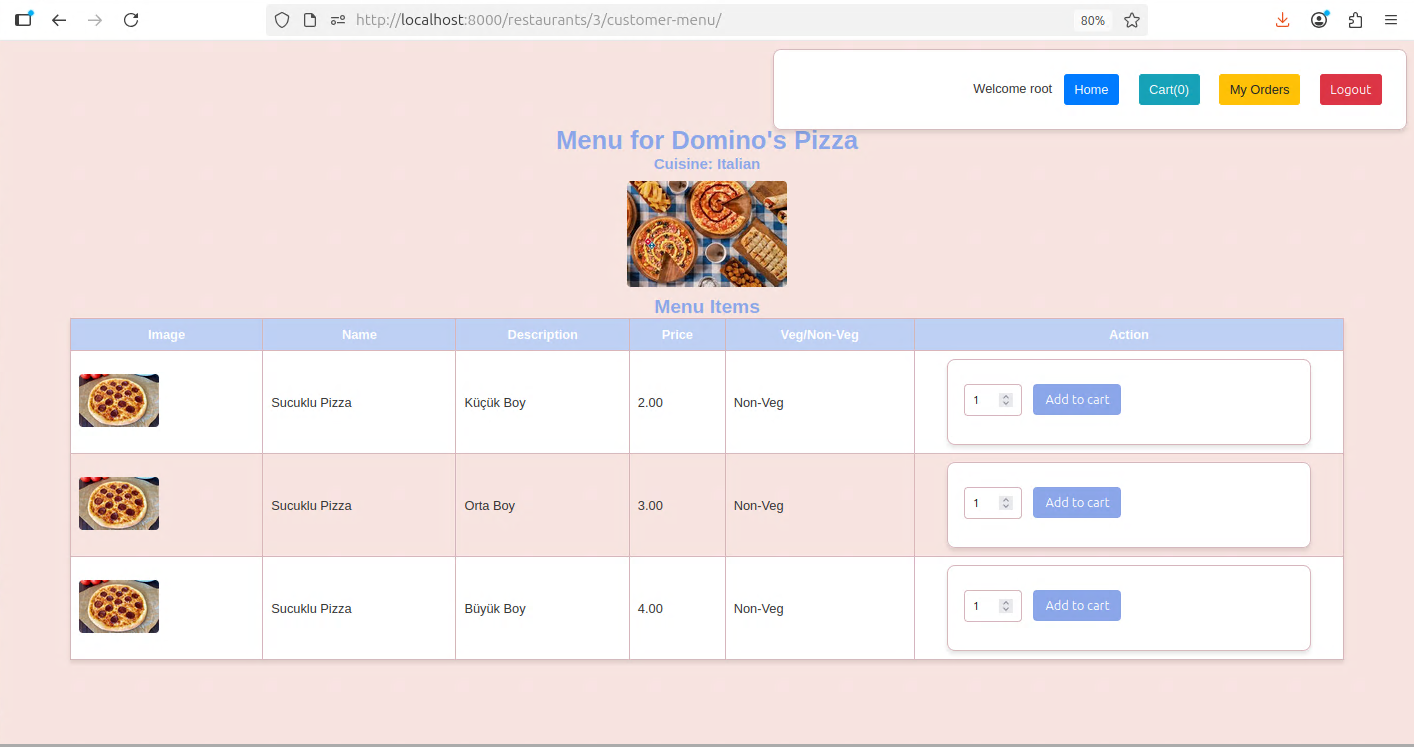 http://localhost:8000/restaurants/3/customer-menu/
80%
Welcome root
Home
Cart(0)
My Orders
Logout
Menu for Domino's Pizza
Cuisine: Italian
Menu Items
Image Name Description Price Veg/Non-Veg Action
Sucuklu Pizza Küçük Boy 2.00 Non-Veg 1 Add to cart
Sucuklu Pizza Orta Boy 3.00 Non-Veg 1 Add to cart
Sucuklu Pizza Büyük Boy 4.00 Non-Veg 1 Add to cart